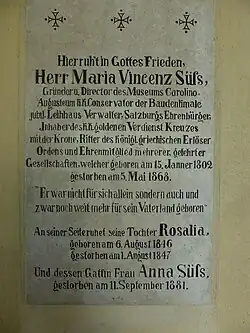 Hier ruh't in Gottes Frieden,
Herr Maria Vincenz Süß,
Gründer u. Director des Museums Carolino-
Augusteum k.k. Conservator der Baudenkmale
jubil. Leihhaus-Verwalter, Salzburgs Ehrenbürger,
Inhaber des k.k. goldenen Verdienst Kreuzes
mit der Krone, Ritter des Königl. griechischen Erlöser
Ordens und Ehrenmitglied mehrerer, gelehrter
Gesellschaften, welcher geboren am 15. Jänner 1802
gestorben am 5. Mai 1868.
"Er war nicht für sich allein sondern auch und
zwar noch weit mehr für sein Vaterland geboren"
An seiner Seite ruht seine Tochter Rosalia,
geboren am 6. August 1846
gestorben am 1. August 1847
Und dessen Gattin Frau Anna Süß,
gestorben am 11. September 1881.